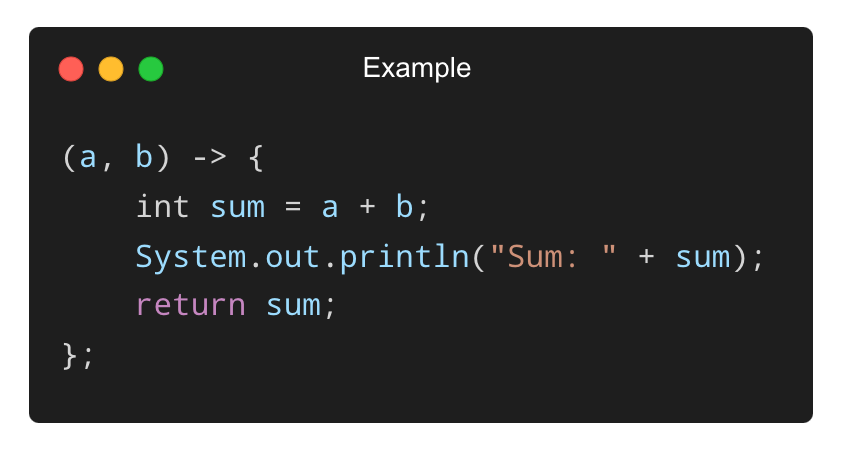 Example
(a, b) -> {
    int sum = a + b;
    System.out.println("Sum: " + sum);
    return sum;
};